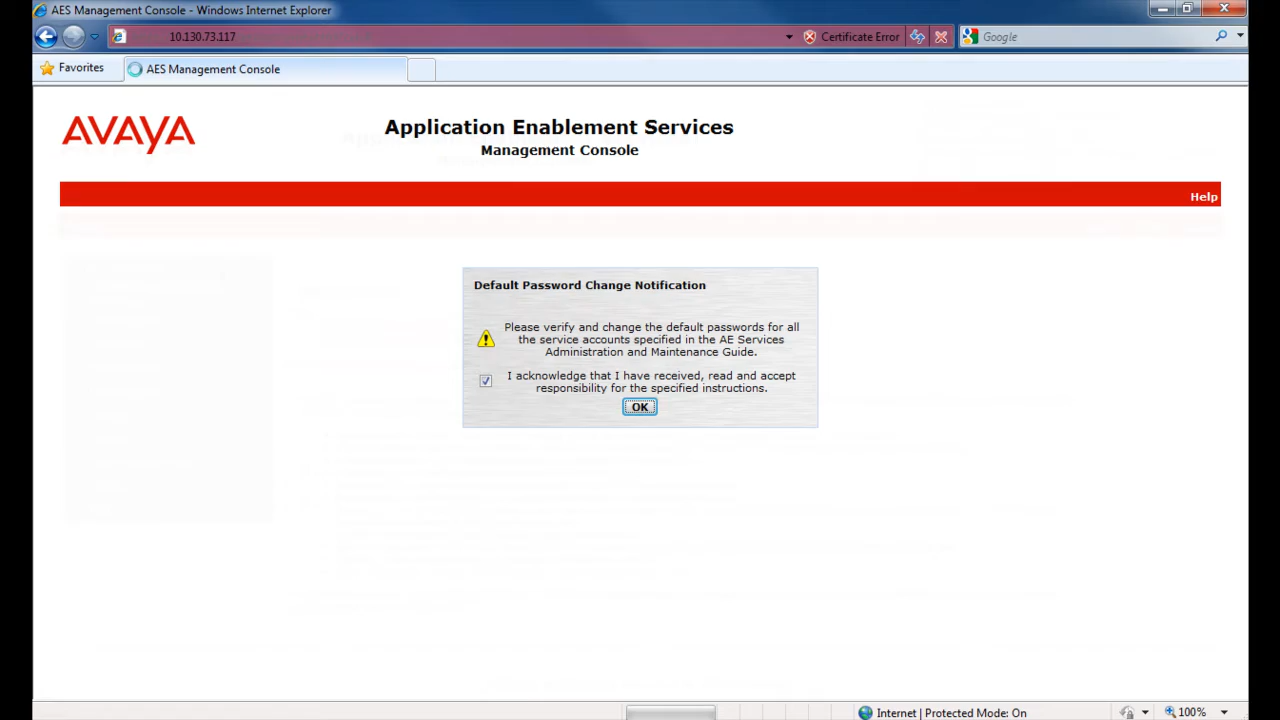 AES Management Console - Windows Internet Explorer
10.130.73.117
Certificate Error
Google
Favorites
AES Management Console
AVAYA
Application Enablement Services
Management Console
Help
Default Password Change Notification
Please verify and change the default passwords for all
the service accounts specified in the AE Services
Administration and Maintenance Guide.
I acknowledge that I have received, read and accept
responsibility for the specified instructions.
OK
Internet | Protected Mode: On
100%